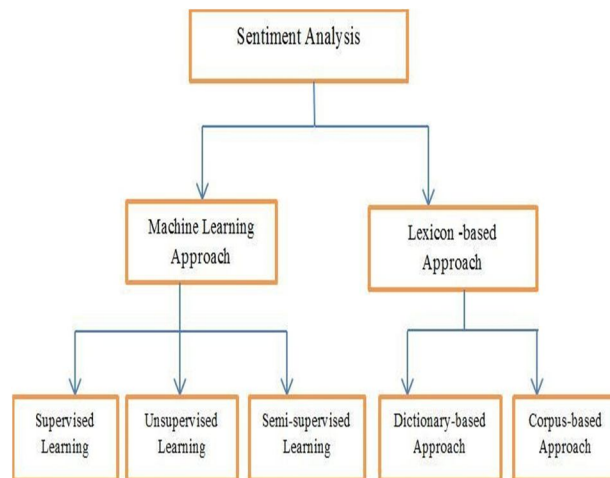 Sentiment Analysis
Machine Learning
Approach
Lexicon -based
Approach
Supervised
Learning
Unsupervised
Learning
Semi-supervised
Learning
Dictionary-based
Approach
Corpus-based
Approach